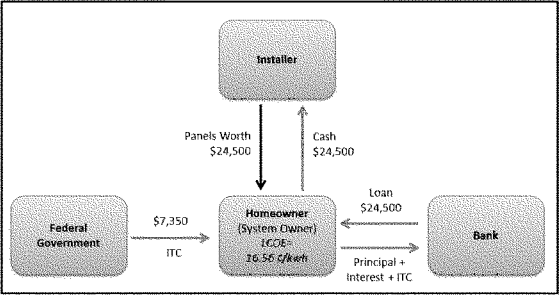 Installer
Panels Worth
$24,500
Cash
$24,500
Loan
$24,500
Federal
Government
$7,350
ITC
Homeowner
(System Owner)
LCOE=
16.56 ¢/kwh
Bank
Principal +
Interest + ITC